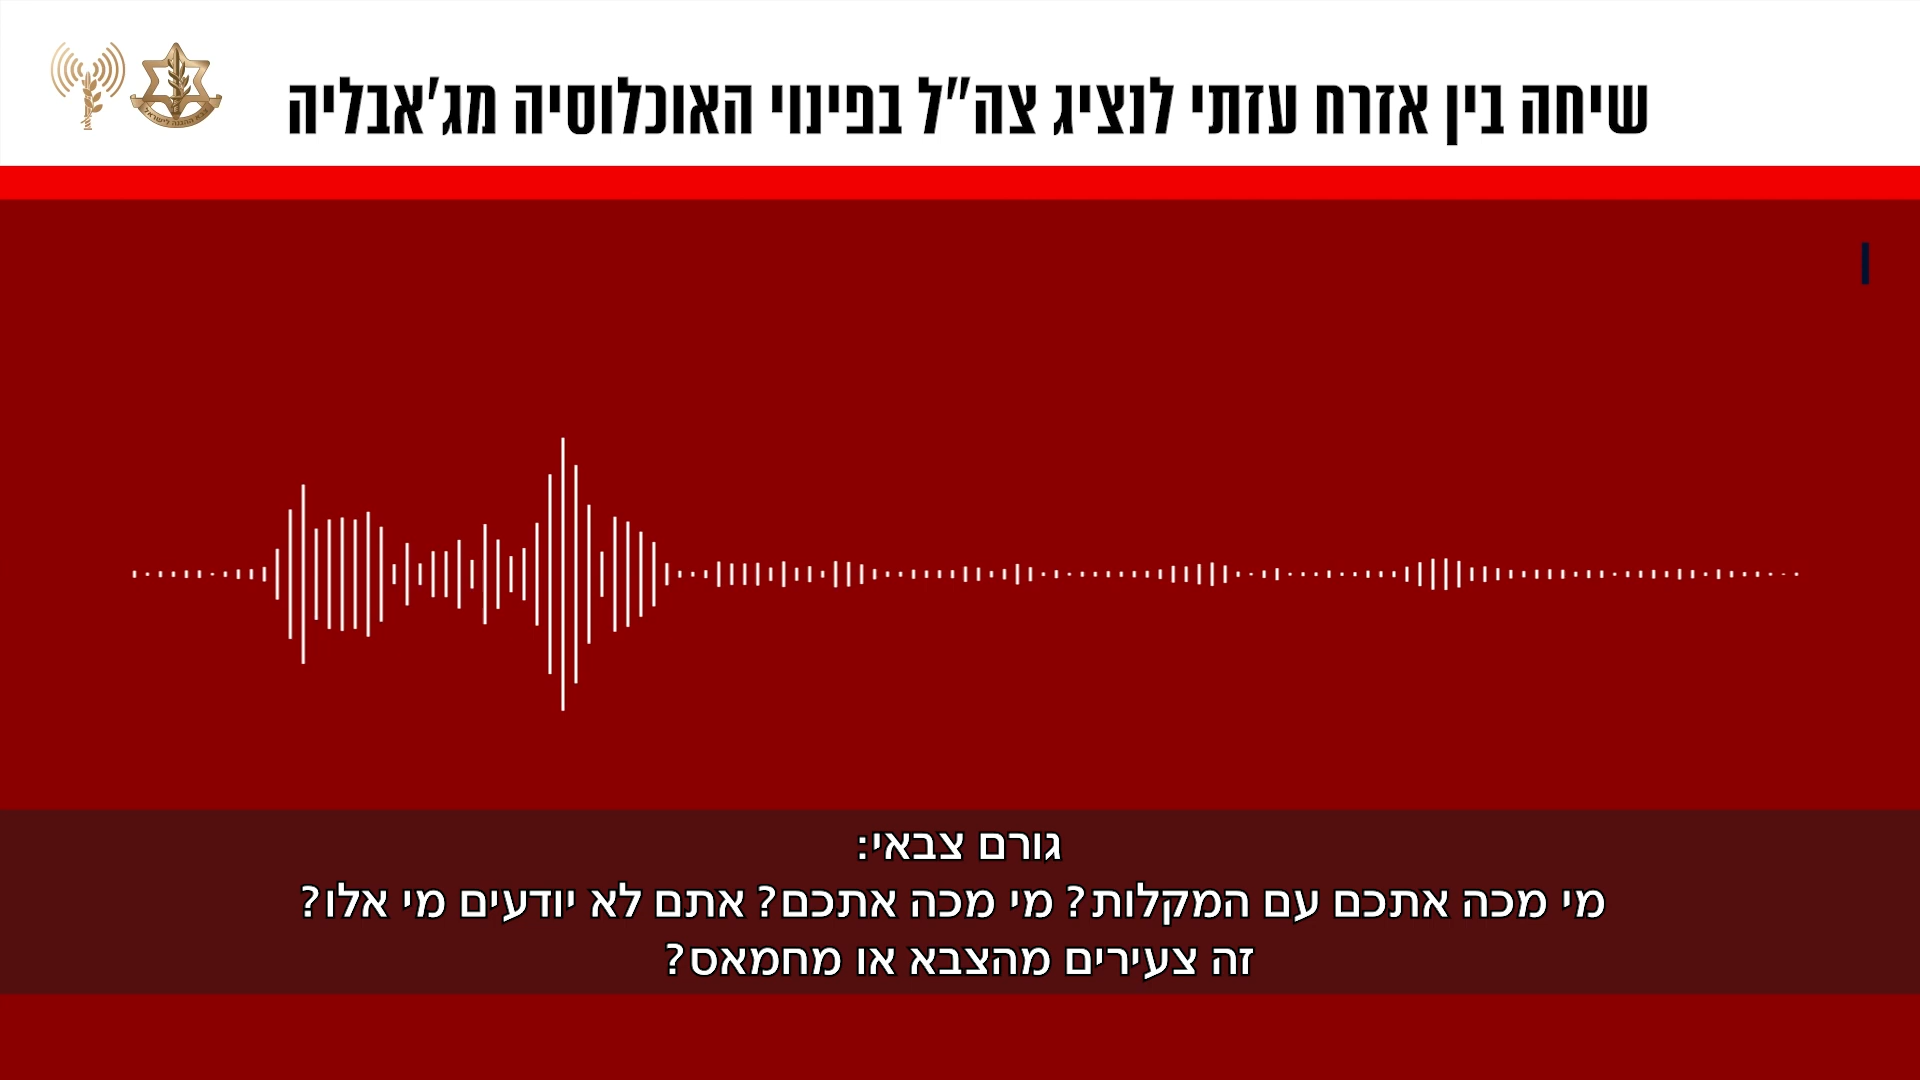 שיחה בין אזרח עזתי לנציג צה"ל בפינוי האוכלוסיה מג'אבליה
גורם צבאי:
מי מכה אתכם עם המקלות? מי מכה אתכם? אתם לא יודעים מי אלו?
זה צעירים מהצבא או מחמאס?